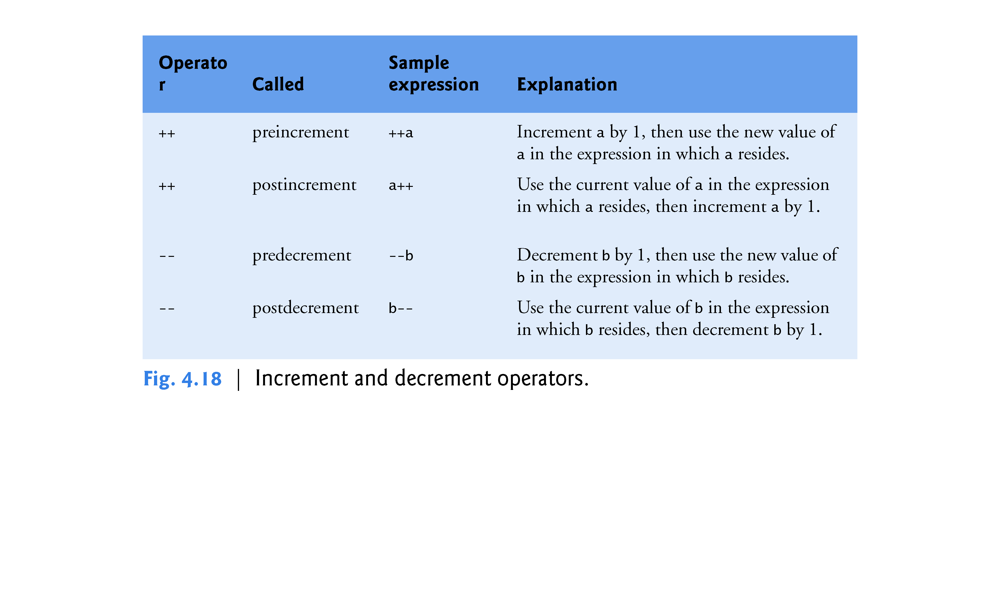 Operato
r Called Sample
expression Explanation
++ preincrement ++a Increment a by 1, then use the new value of
a in the expression in which a resides.
++ postincrement a++ Use the current value of a in the expression
in which a resides, then increment a by 1.
-- predecrement --b Decrement b by 1, then use the new value of
b in the expression in which b resides.
-- postdecrement b-- Use the current value of b in the expression
in which b resides, then decrement b by 1.
Fig. 4.18 | Increment and decrement operators.